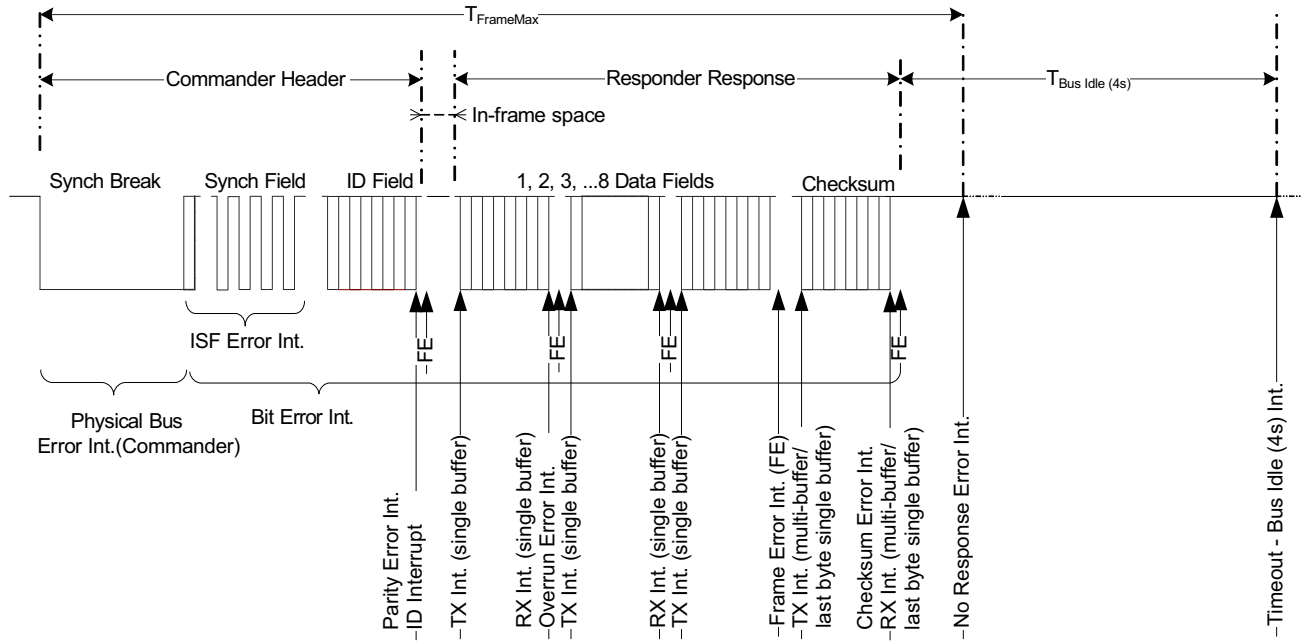 TFrameMax
Commander Header
Responder Response
TBus Idle (4s)
In-frame space
Synch Break
Synch Field
ID Field
1, 2, 3, ...8 Data Fields
Checksum
ISF Error Int.
FE
FE
FE
FE
Physical Bus
Error Int.(Commander)
Bit Error Int.
Parity Error Int.
ID Interrupt
TX Int. (single buffer)
RX Int. (single buffer)
Overrun Error Int.
TX Int. (single buffer)
RX Int. (single buffer)
TX Int. (single buffer)
Frame Error Int. (FE)
TX Int. (multi-buffer/
last byte single buffer)
Checksum Error Int.
RX Int. (multi-buffer/
last byte single buffer)
No Response Error Int.
Timeout - Bus Idle (4s) Int.